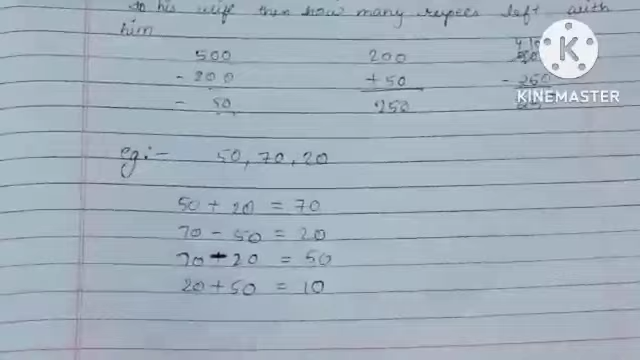 to his wife then how many rupees left with
him
500 200
- 200 + 50 - 250
- 50 250
KINEMASTER
eg:- 50, 70, 20
50 + 20 = 70
70 - 50 = 20
70 - 20 = 50
20 + 50 = 10